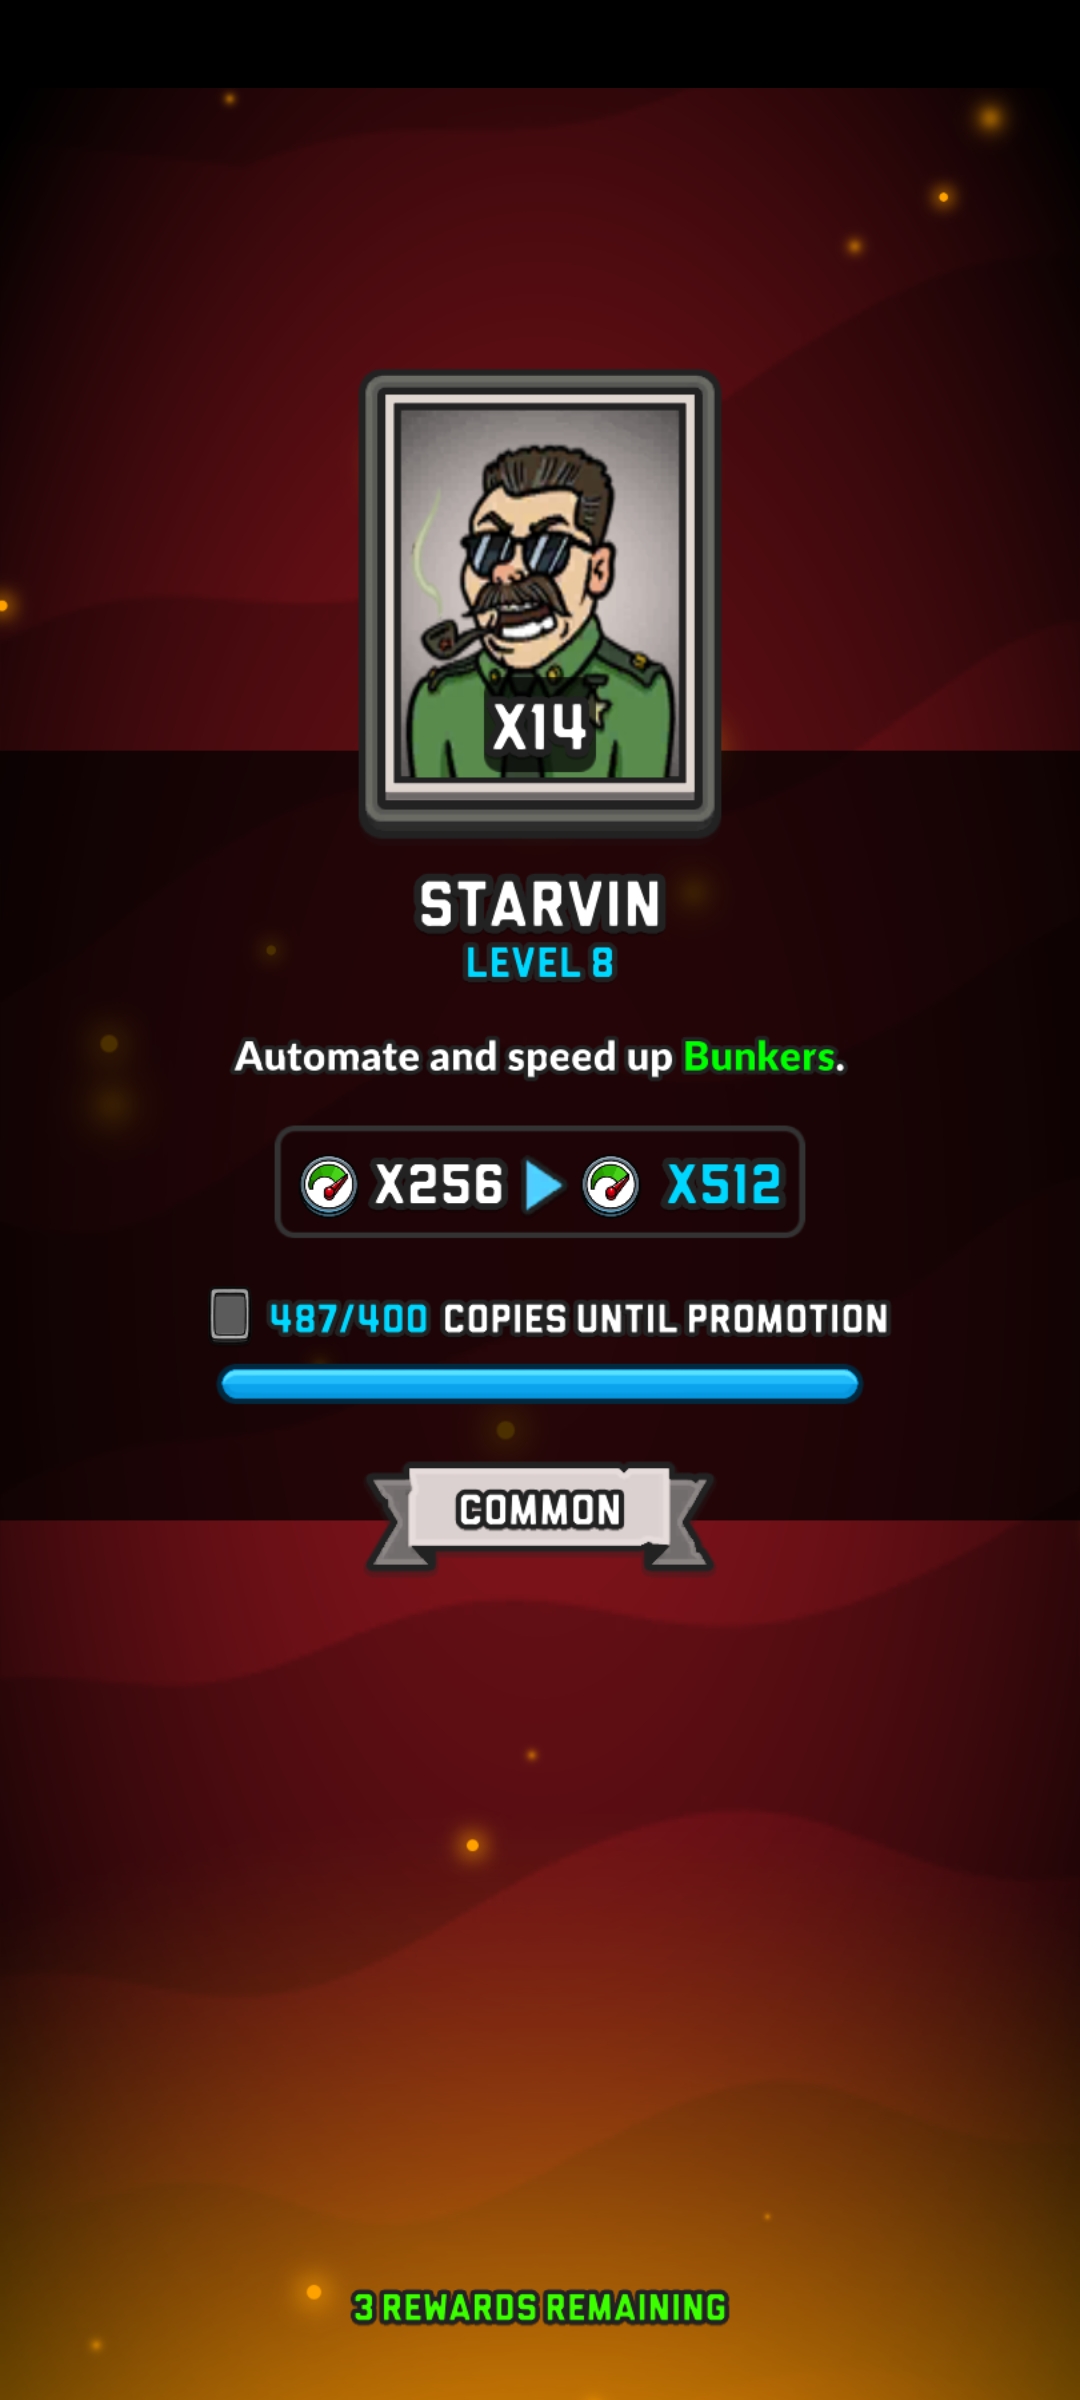 X14
STARVIN
LEVEL 8
Automate and speed up Bunkers.
X256 X512
487/400 COPIES UNTIL PROMOTION
COMMON
3 REWARDS REMAINING